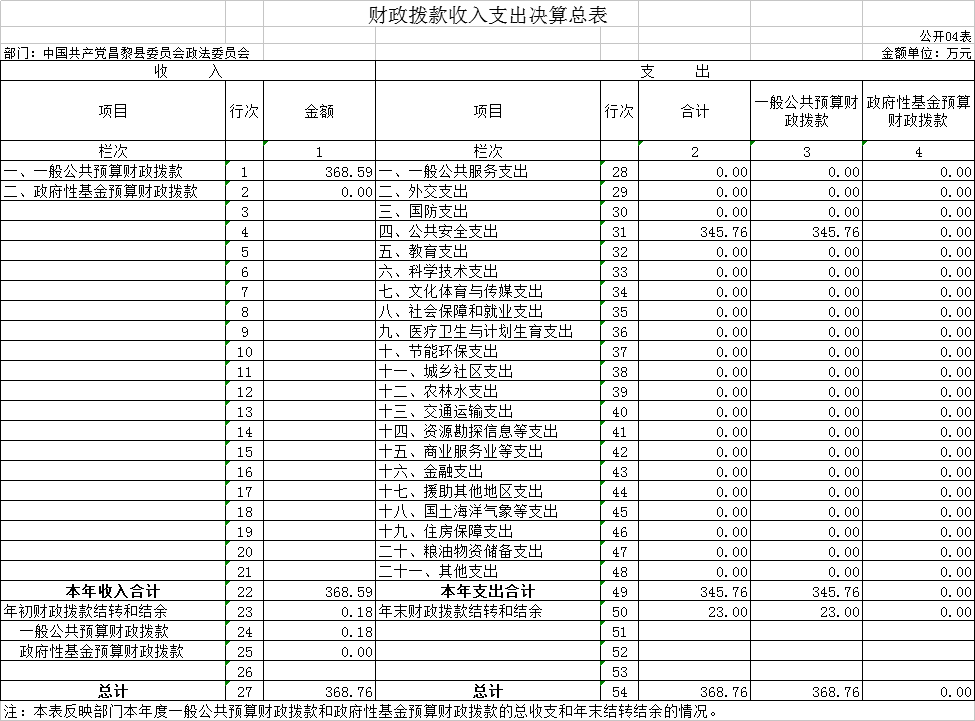 财政拨款收入支出决算总表
公开04表
部门：中国共产党昌黎县委员会政法委员会 金额单位：万元
收 入 支 出
项目 行次 金额 项目 行次 合计 一般公共预算财政拨款 政府性基金预算财政拨款
栏次 1 栏次 2 3 4
一、一般公共预算财政拨款 1 368.59 一、一般公共服务支出 28 0.00 0.00 0.00
二、政府性基金预算财政拨款 2 0.00 二、外交支出 29 0.00 0.00 0.00
3 三、国防支出 30 0.00 0.00 0.00
4 四、公共安全支出 31 345.76 345.76 0.00
5 五、教育支出 32 0.00 0.00 0.00
6 六、科学技术支出 33 0.00 0.00 0.00
7 七、文化体育与传媒支出 34 0.00 0.00 0.00
8 八、社会保障和就业支出 35 0.00 0.00 0.00
9 九、医疗卫生与计划生育支出 36 0.00 0.00 0.00
10 十、节能环保支出 37 0.00 0.00 0.00
11 十一、城乡社区支出 38 0.00 0.00 0.00
12 十二、农林水支出 39 0.00 0.00 0.00
13 十三、交通运输支出 40 0.00 0.00 0.00
14 十四、资源勘探信息等支出 41 0.00 0.00 0.00
15 十五、商业服务业等支出 42 0.00 0.00 0.00
16 十六、金融支出 43 0.00 0.00 0.00
17 十七、援助其他地区支出 44 0.00 0.00 0.00
18 十八、国土海洋气象等支出 45 0.00 0.00 0.00
19 十九、住房保障支出 46 0.00 0.00 0.00
20 二十、粮油物资储备支出 47 0.00 0.00 0.00
21 二十一、其他支出 48 0.00 0.00 0.00
本年收入合计 22 368.59 本年支出合计 49 345.76 345.76 0.00
年初财政拨款结转和结余 23 0.18 年末财政拨款结转和结余 50 23.00 23.00 0.00
一般公共预算财政拨款 24 0.18 51
政府性基金预算财政拨款 25 0.00 52
26 53
总计 27 368.76 总计 54 368.76 368.76 0.00
注：本表反映部门本年度一般公共预算财政拨款和政府性基金预算财政拨款的总收支和年末结转结余的情况。